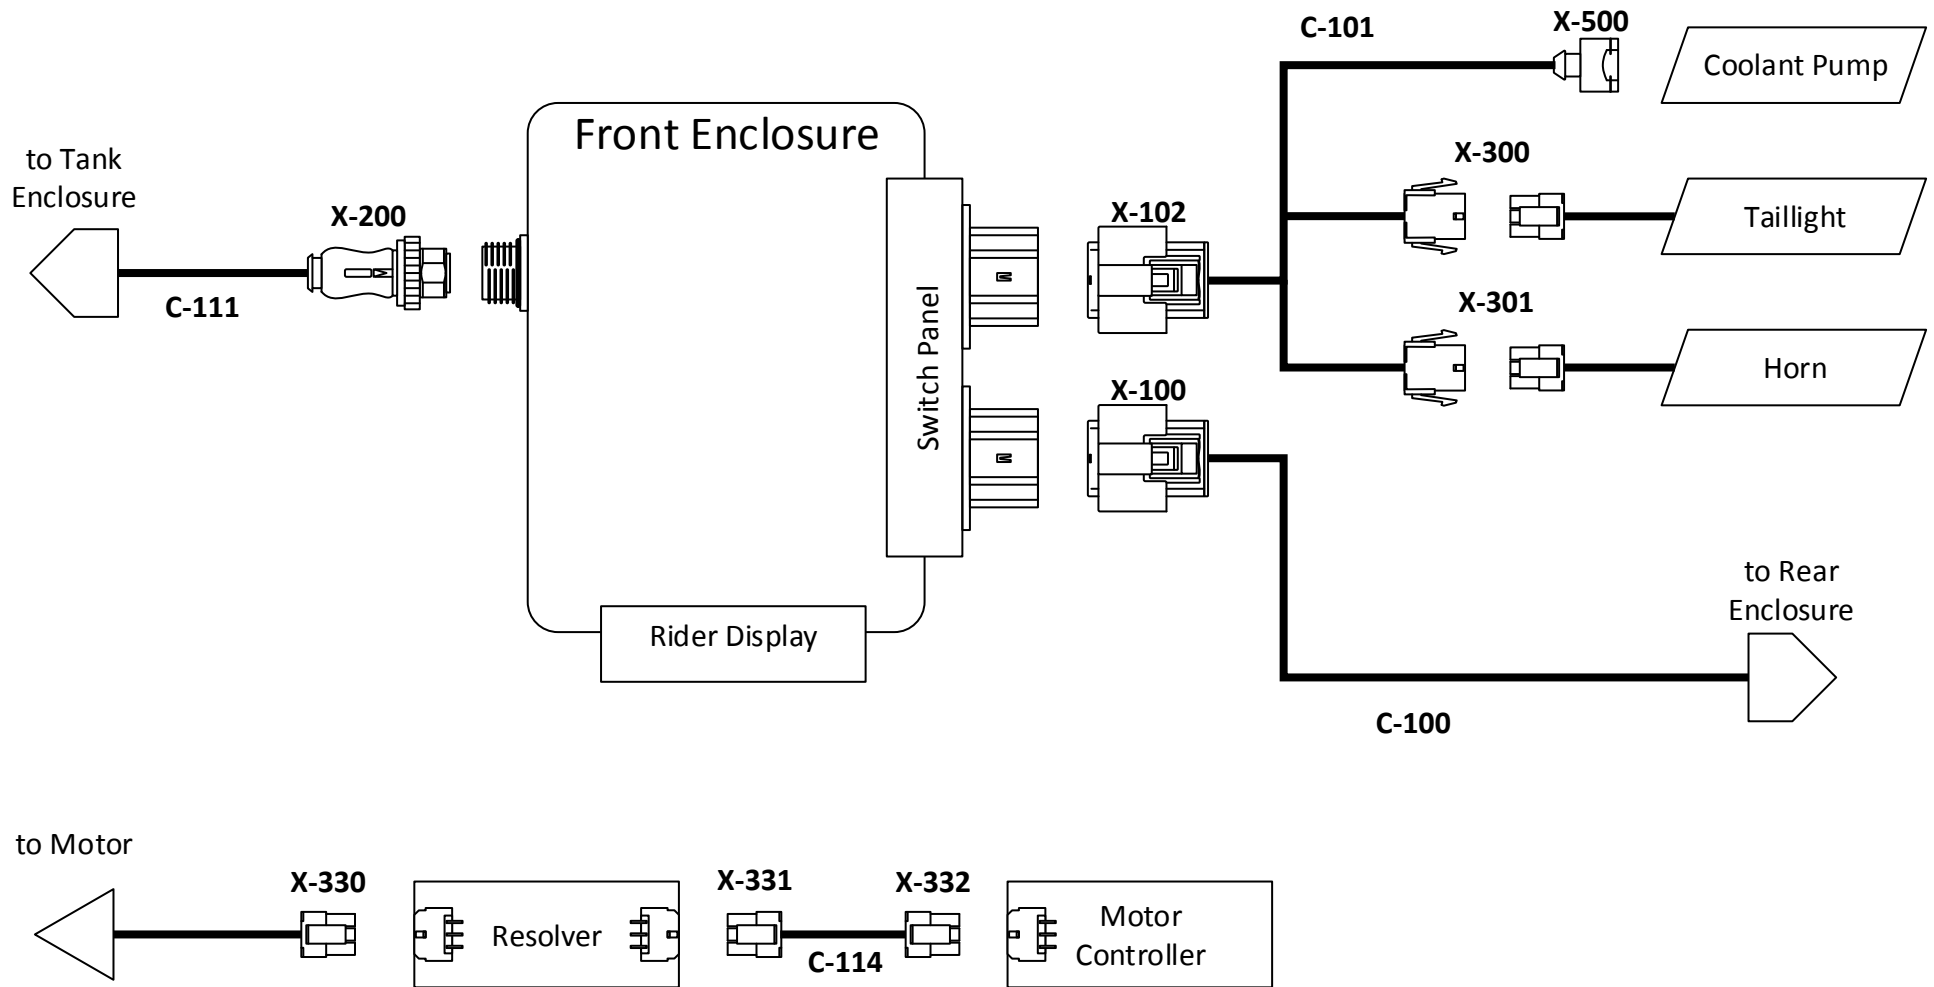 C-101
X-500
Coolant Pump
Front Enclosure
to Tank
Enclosure
X-300
X-200
X-102
Taillight
C-111
X-301
Switch Panel
Horn
X-100
to Rear
Enclosure
Rider Display
C-100
to Motor
X-330
X-331
X-332
Resolver
Motor
Controller
C-114